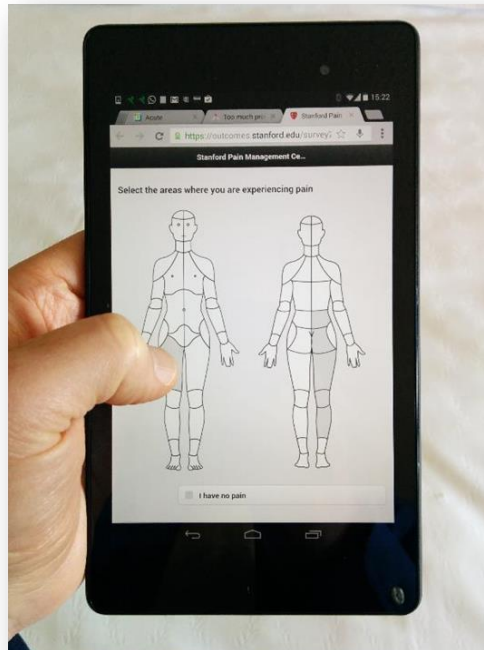 15:22
Acute
Too much pro
Stanford Pain
https://outcomes.stanford.edu/survey
Stanford Pain Management Ce...
Select the areas where you are experiencing pain
I have no pain